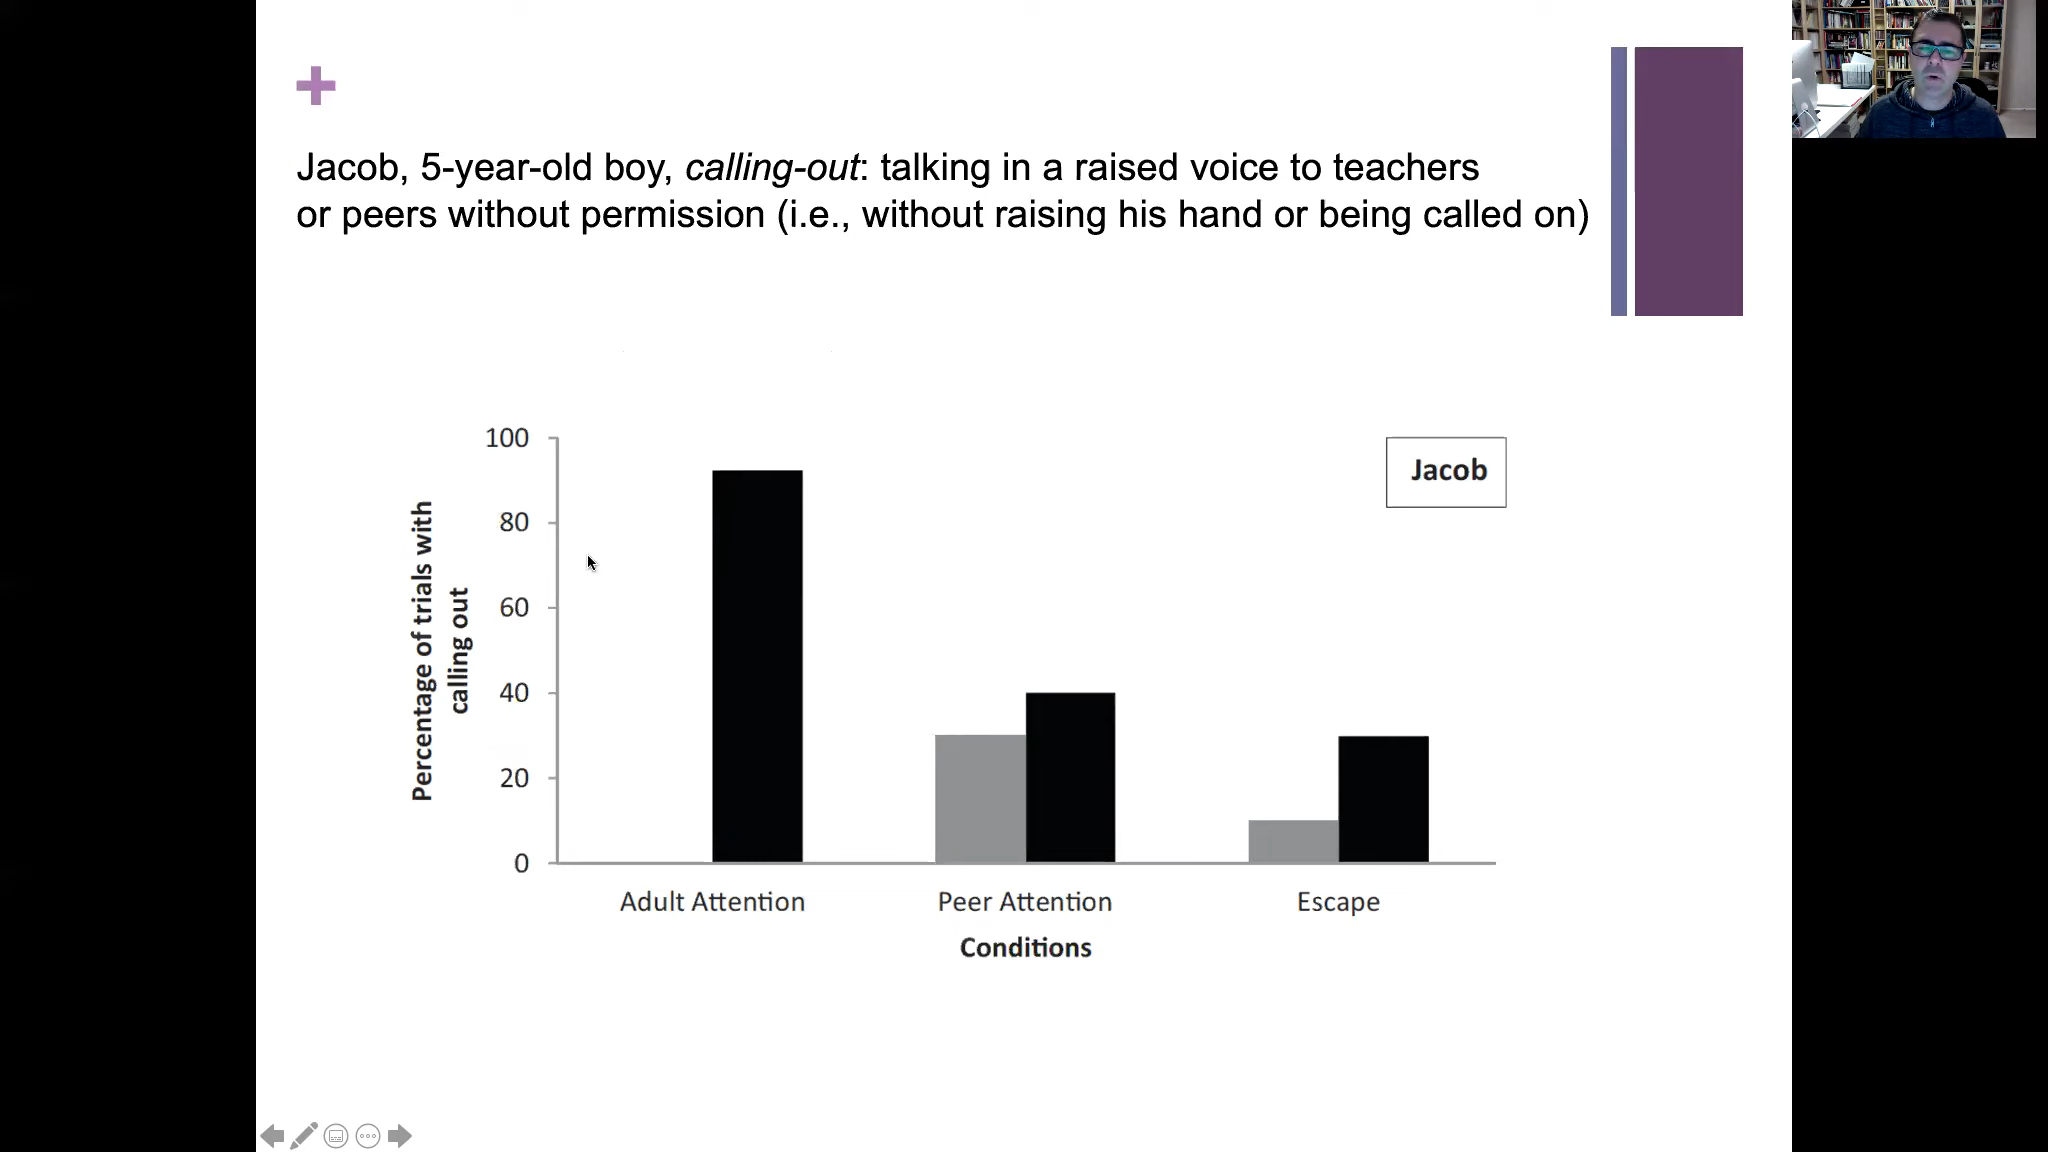 Jacob, 5-year-old boy, calling-out: talking in a raised voice to teachers
or peers without permission (i.e., without raising his hand or being called on)
Jacob
100
80
60
40
20
0
Percentage of trials with
calling out
Adult Attention
Peer Attention
Escape
Conditions